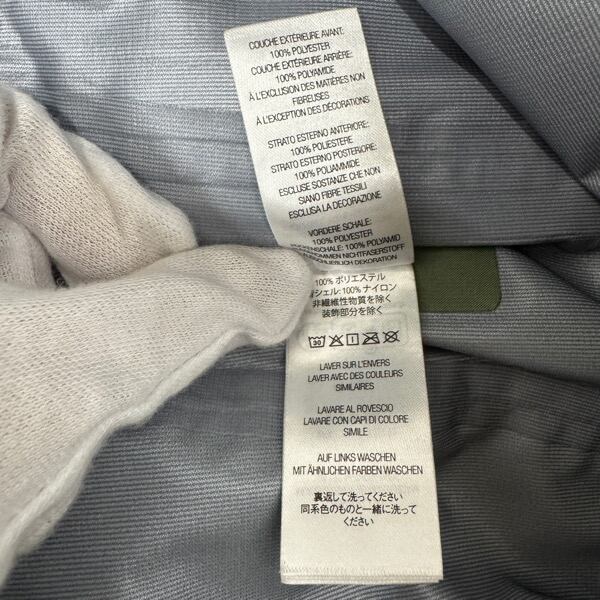 COUCHE EXTÉRIEURE AVANT:
100% POLYESTER
COUCHE EXTÉRIEURE ARRIÈRE:
100% POLYAMIDE
À L'EXCLUSION DES MATIÈRES NON
FIBREUSES
À L'EXCEPTION DES DÉCORATIONS
STRATO ESTERNO ANTERIORE:
100% POLIESTERE
STRATO ESTERNO POSTERIORE:
100% POLIAMMIDE
ESCLUSE SOSTANZE CHE NON
SIANO FIBRE TESSILI
ESCLUSA LA DECORAZIONE
VORDERE SCHALE:
100% POLYESTER
100% POLYAMID
NICHTFASERSTOFF
DEKORATION
100% ポリエステル
シェル: 100% ナイロン
非繊維性物質を除く
装飾部分を除く
30
LAVER SUR L'ENVERS
LAVER AVEC DES COULEURS
SIMILAIRES
LAVARE AL ROVESCIO
LAVARE CON CAPI DI COLORE
SIMILE
AUF LINKS WASCHEN
MIT ÄHNLICHEN FARBEN WASCHEN
裏返して洗ってください
同系色のものと一緒に洗って
ください